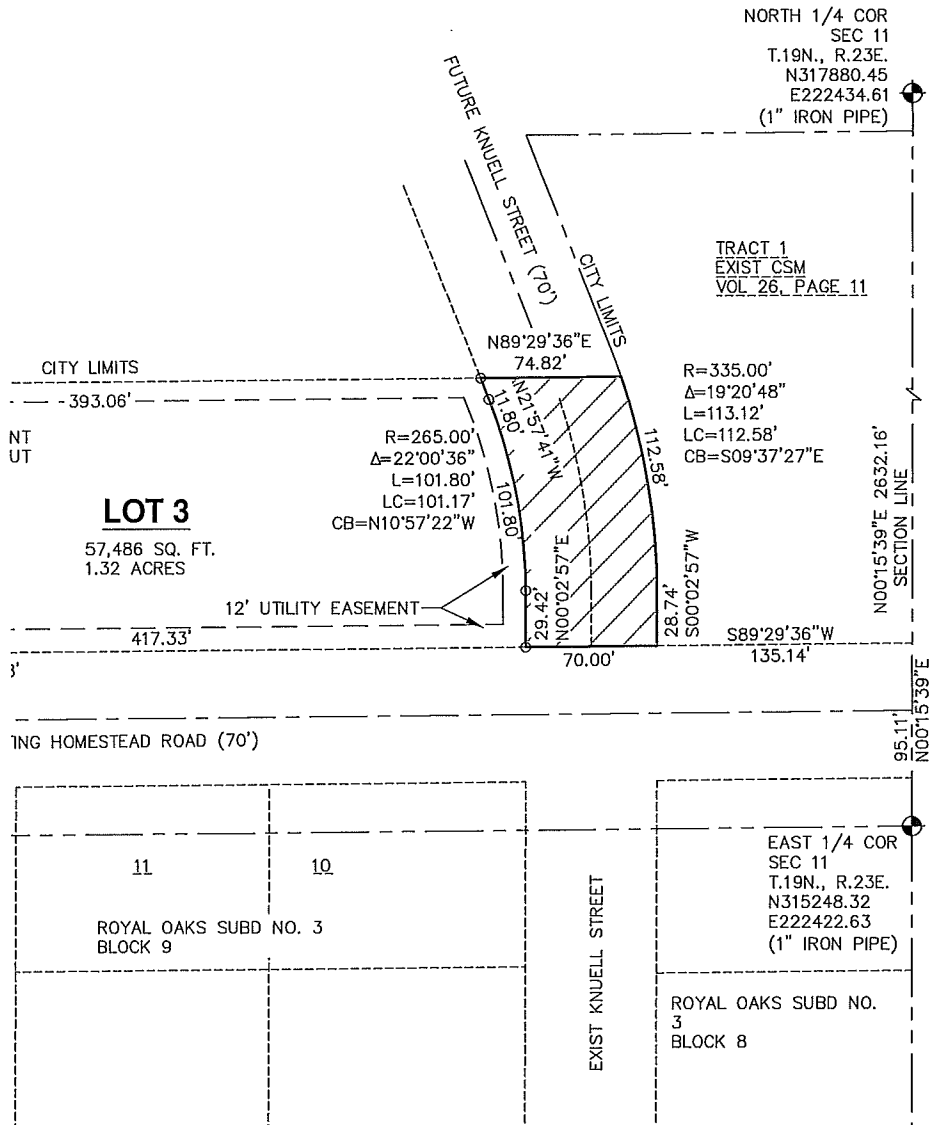 NORTH 1/4 COR
SEC 11
T.19N., R.23E.
N317880.45
E222434.61
(1" IRON PIPE)
FUTURE KNUELL STREET (70')
CITY LIMITS
TRACT 1
EXIST CSM
VOL 26, PAGE 11
N89°29'36"E
74.82'
CITY LIMITS
393.06'
NT
UT
LOT 3
57,486 SQ. FT.
1.32 ACRES
R=265.00'
Δ=22°00'36"
L=101.80'
LC=101.17'
CB=N10°57'22"W
N21°57'41"W
11.80'
101.80'
112.58'
R=335.00'
Δ=19°20'48"
L=113.12'
LC=112.58'
CB=S09°37'27"E
N00°15'39"E 2632.16'
SECTION LINE
12' UTILITY EASEMENT
29.42'
N00°02'57"E
28.74'
S00°02'57"W
417.33'
70.00'
S89°29'36"W
135.14'
3'
TING HOMESTEAD ROAD (70')
95.11'
N00°15'39"E
11
10
ROYAL OAKS SUBD NO. 3
BLOCK 9
EXIST KNUELL STREET
EAST 1/4 COR
SEC 11
T.19N., R.23E.
N315248.32
E222422.63
(1" IRON PIPE)
ROYAL OAKS SUBD NO.
3
BLOCK 8